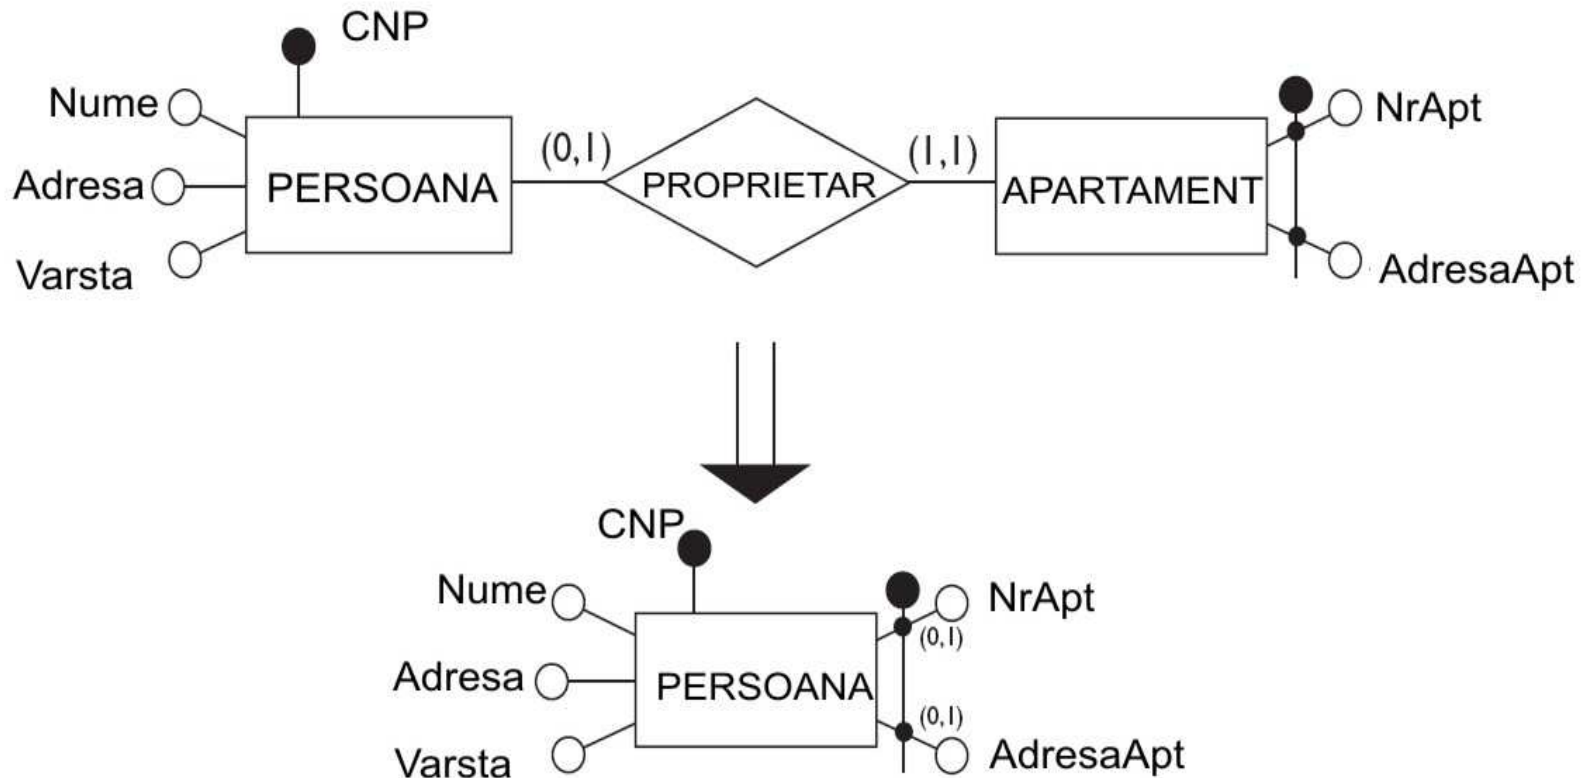 CNP
Nume
NrApt
(0,1)
(1,1)
Adresa
PERSOANA
PROPRIETAR
APARTAMENT
Varsta
AdresaApt
CNP
Nume
NrApt
(0,1)
Adresa
PERSOANA
(0,1)
Varsta
AdresaApt